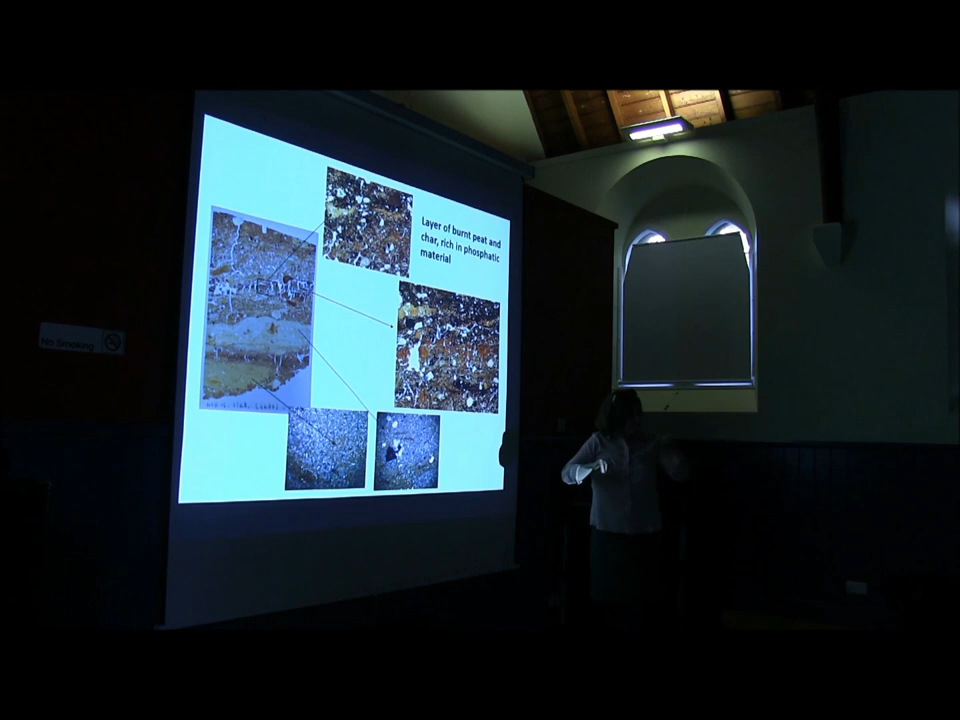 Layer of burnt peat and
char, rich in phosphatic
material
No Smoking